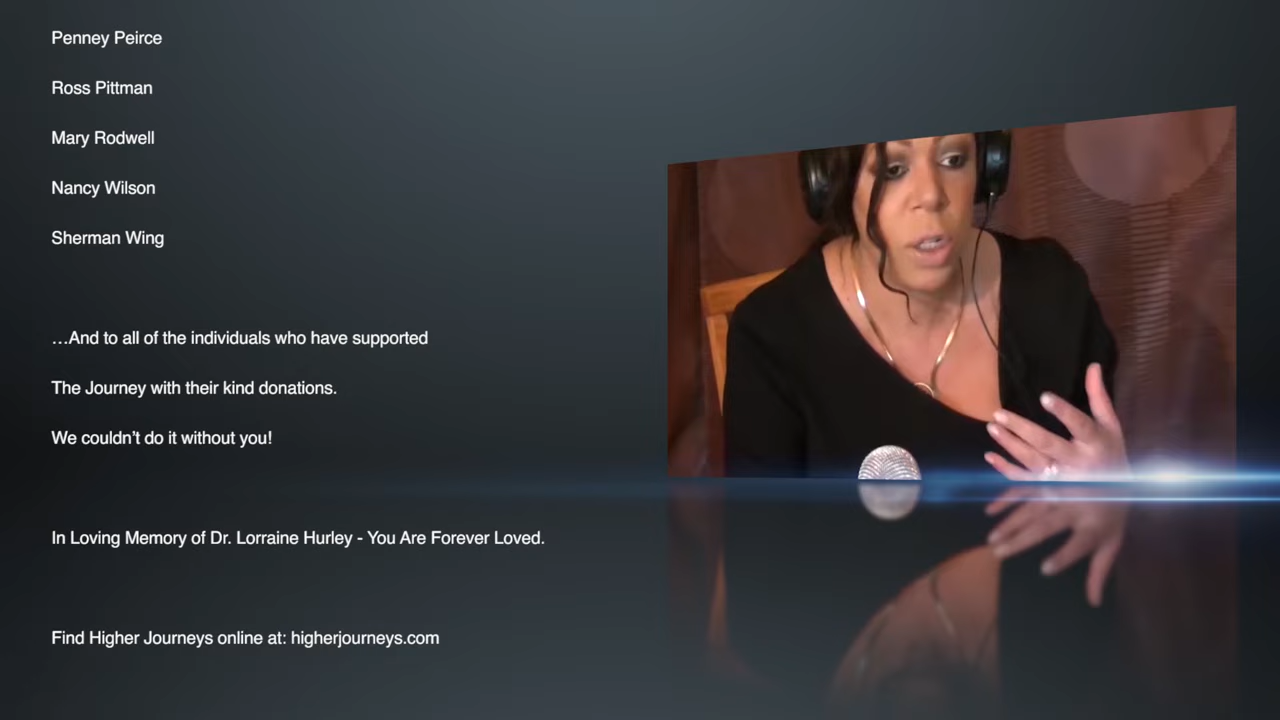 Penney Peirce
Ross Pittman
Mary Rodwell
Nancy Wilson
Sherman Wing
…And to all of the individuals who have supported
The Journey with their kind donations.
We couldn’t do it without you!
In Loving Memory of Dr. Lorraine Hurley - You Are Forever Loved.
Find Higher Journeys online at: higherjourneys.com